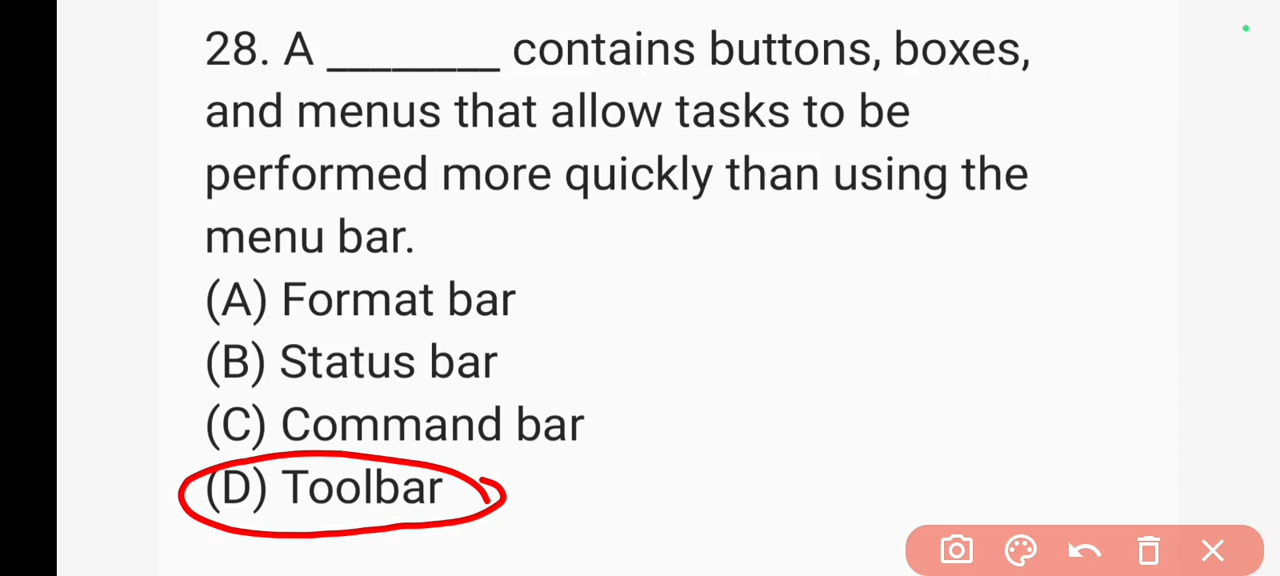 28. A ________ contains buttons, boxes,
and menus that allow tasks to be
performed more quickly than using the
menu bar.
(A) Format bar
(B) Status bar
(C) Command bar
(D) Toolbar